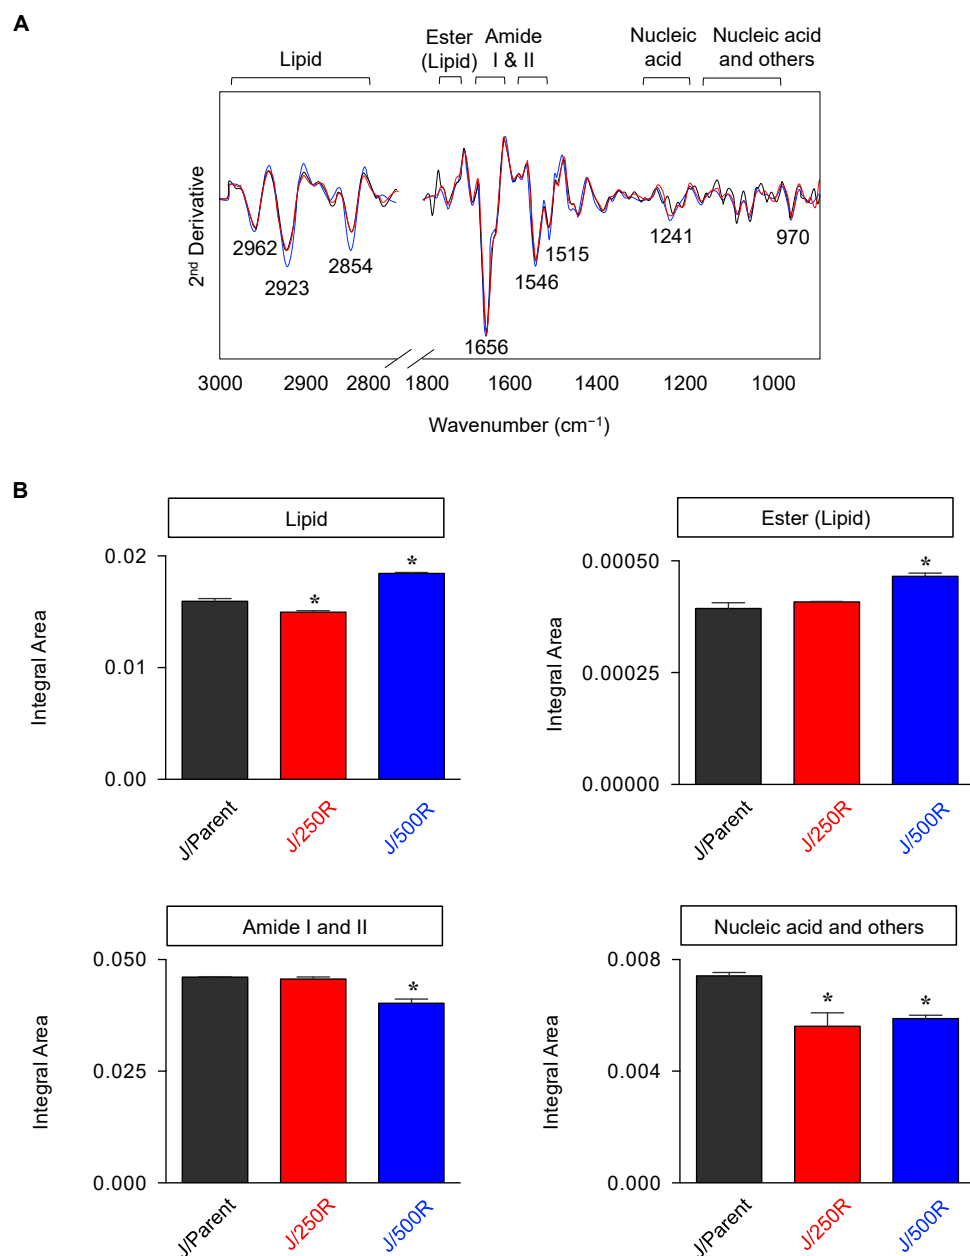 A
Lipid
Ester (Lipid)
Amide I & II
Nucleic acid
Nucleic acid and others
2nd Derivative
2962
2923
2854
1656
1546
1515
1241
970
3000 2900 2800 1800 1600 1400 1200 1000
Wavenumber (cm⁻¹)
B
Lipid
Integral Area
0.02
0.01
0.00
*
*
J/Parent
J/250R
J/500R
Ester (Lipid)
Integral Area
0.00050
0.00025
0.00000
*
J/Parent
J/250R
J/500R
Amide I and II
Integral Area
0.050
0.025
0.000
*
J/Parent
J/250R
J/500R
Nucleic acid and others
Integral Area
0.008
0.004
0.000
*
*
J/Parent
J/250R
J/500R